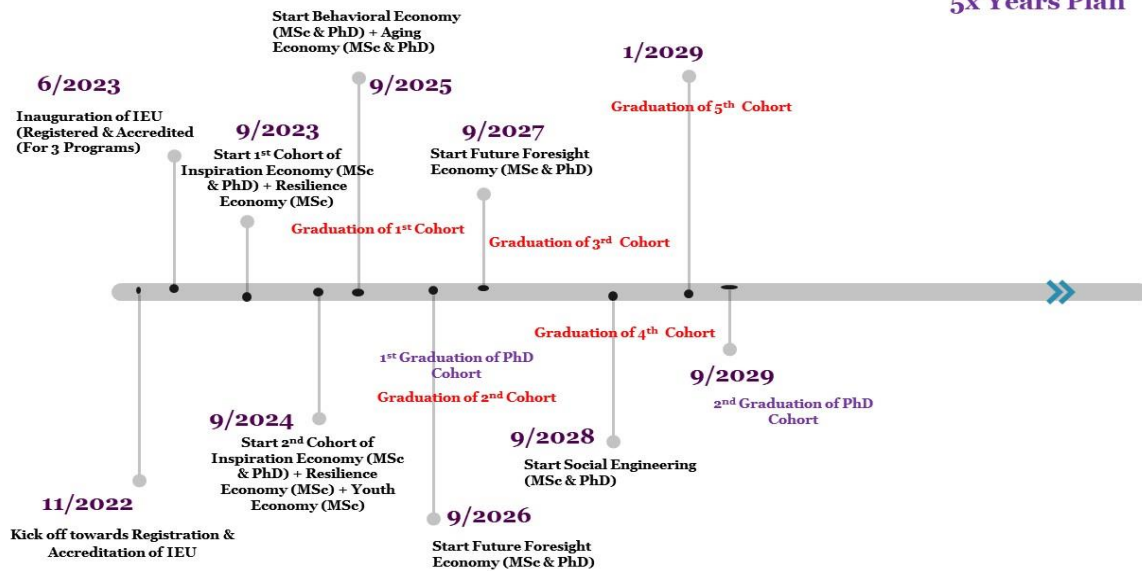 5x Years Plan
Start Behavioral Economy
(MSc & PhD) + Aging
Economy (MSc & PhD)
9/2025
6/2023
Inauguration of IEU
(Registered & Accredited
(For 3 Programs)
9/2023
Start 1st Cohort of
Inspiration Economy (MSc
& PhD) + Resilience
Economy (MSc)
Graduation of 1st Cohort
9/2027
Start Future Foresight
Economy (MSc & PhD)
Graduation of 3rd Cohort
1/2029
Graduation of 5th Cohort
11/2022
Kick off towards Registration &
Accreditation of IEU
9/2024
Start 2nd Cohort of
Inspiration Economy (MSc
& PhD) + Resilience
Economy (MSc) + Youth
Economy (MSc)
1st Graduation of PhD
Cohort
Graduation of 2nd Cohort
9/2026
Start Future Foresight
Economy (MSc & PhD)
Graduation of 4th Cohort
9/2028
Start Social Engineering
(MSc & PhD)
9/2029
2nd Graduation of PhD
Cohort